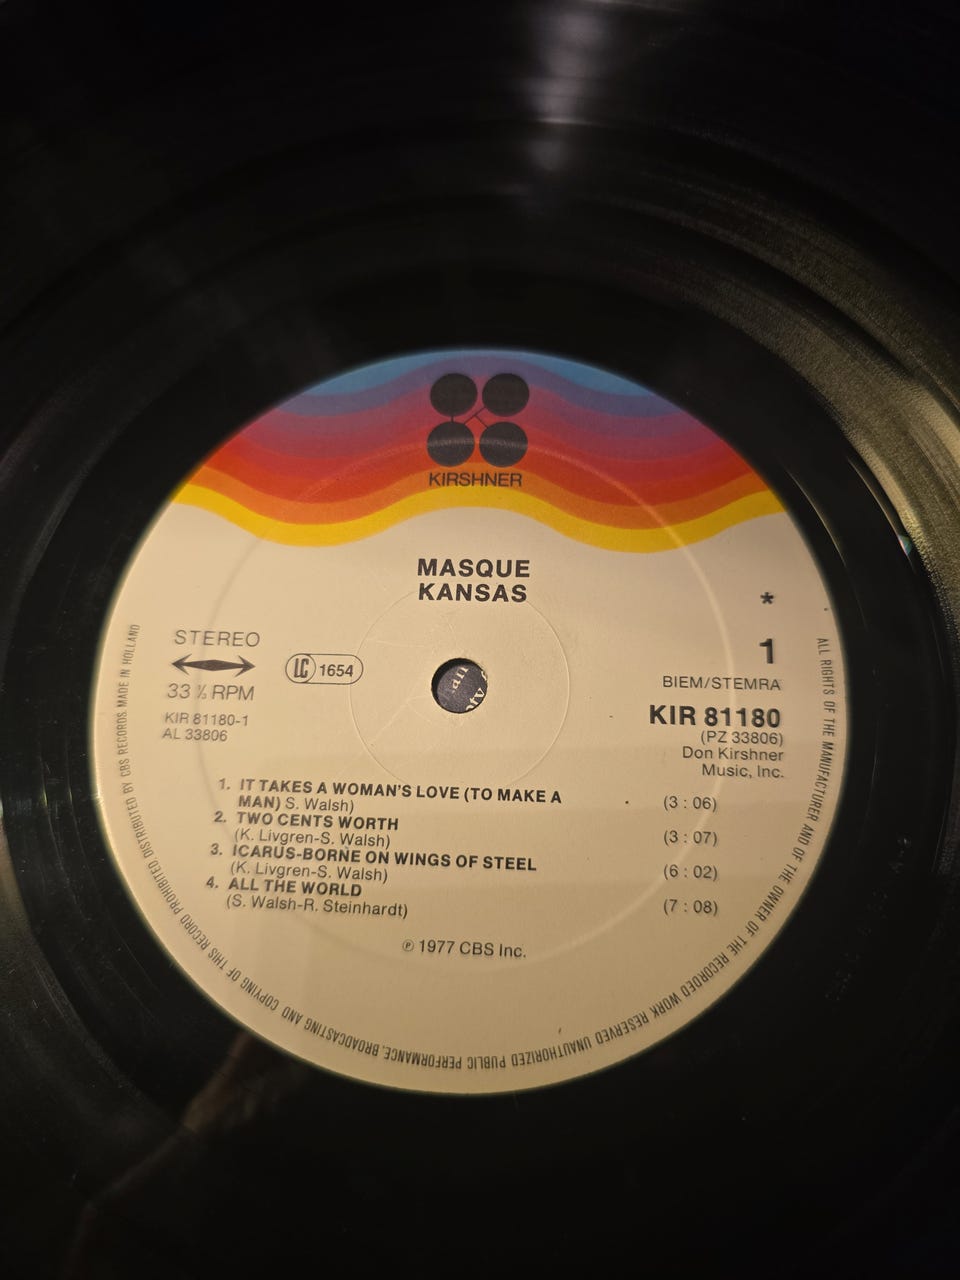 KIRSHNER
MASQUE
KANSAS
STEREO
33 ⅓ RPM
KIR 81180-1
AL 33806
LC 1654
*
1
BIEM/STEMRA
KIR 81180
(PZ 33806)
Don Kirshner
Music, Inc.
1. IT TAKES A WOMAN'S LOVE (TO MAKE A
MAN) S. Walsh) (3 : 06)
2. TWO CENTS WORTH
(K. Livgren-S. Walsh) (3 : 07)
3. ICARUS-BORNE ON WINGS OF STEEL
(K. Livgren-S. Walsh) (6 : 02)
4. ALL THE WORLD
(S. Walsh-R. Steinhardt) (7 : 08)
℗ 1977 CBS Inc.
ALL RIGHTS OF THE MANUFACTURER AND OF THE OWNER OF THE RECORDED WORK RESERVED UNAUTHORIZED PUBLIC PERFORMANCE, BROADCASTING AND COPYING OF THIS RECORD PROHIBITED DISTRIBUTED BY CBS RECORDS MADE IN HOLLAND